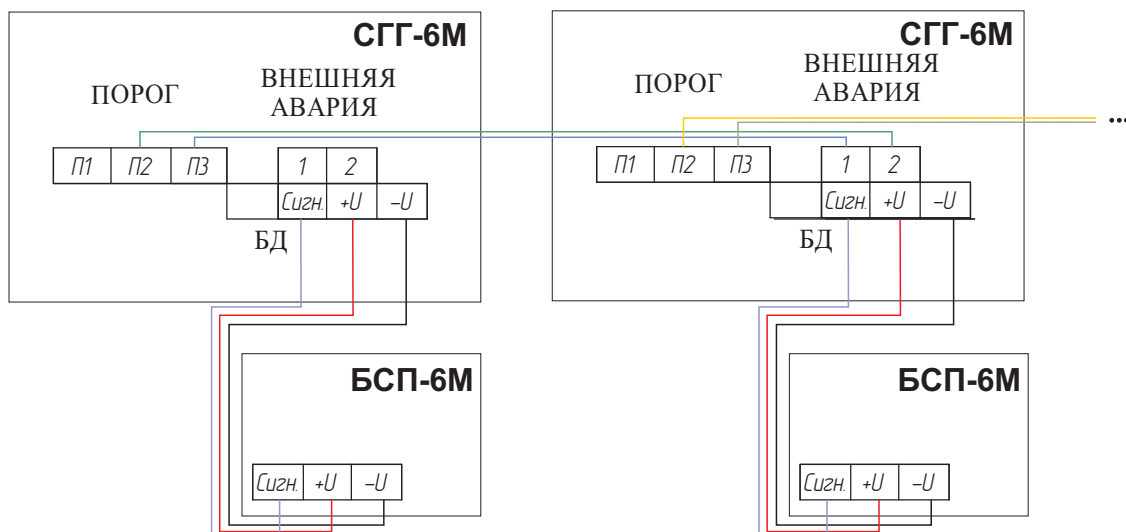 СГГ-6М
ПОРОГ
ВНЕШНЯЯ
АВАРИЯ
П1 П2 П3
1 2
Сигн. +U –U
БД
БСП-6М
Сигн. +U –U
СГГ-6М
ПОРОГ
ВНЕШНЯЯ
АВАРИЯ
...
П1 П2 П3
1 2
Сигн. +U –U
БД
БСП-6М
Сигн. +U –U